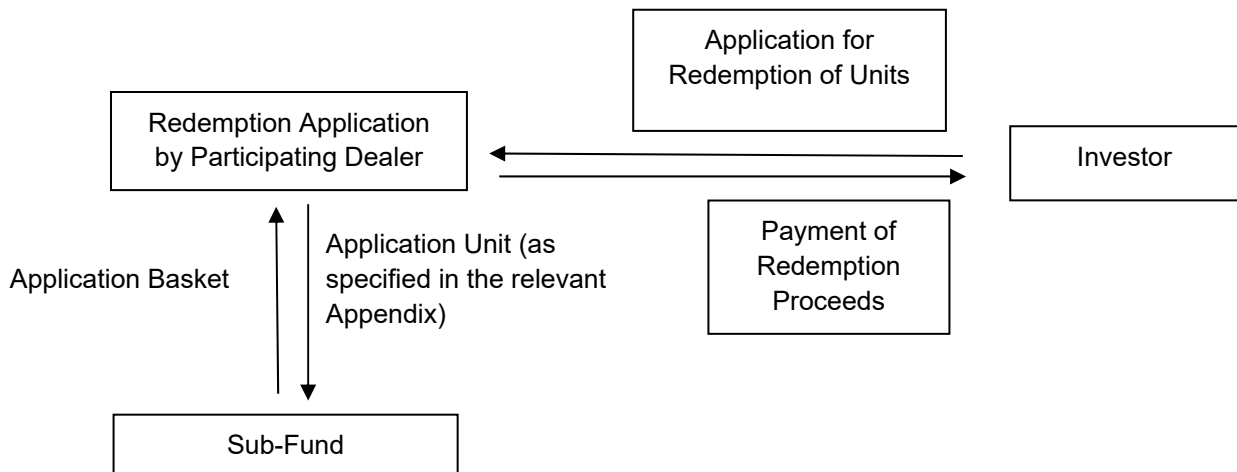 Application for
Redemption of Units
Redemption Application
by Participating Dealer
Investor
Payment of
Redemption
Proceeds
Application Basket
Application Unit (as
specified in the relevant
Appendix)
Sub-Fund